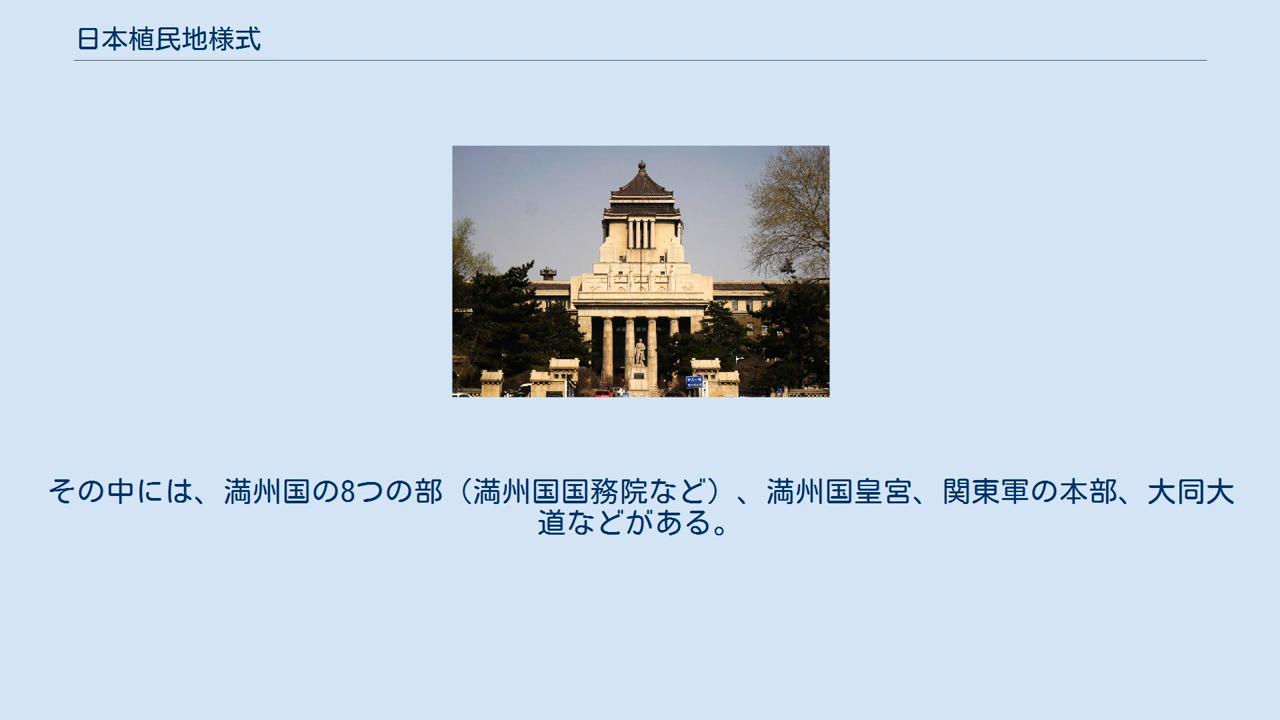 日本植民地様式
その中には、満州国の8つの部（満州国国務院など）、満州国皇宮、関東軍の本部、大同大
道などがある。